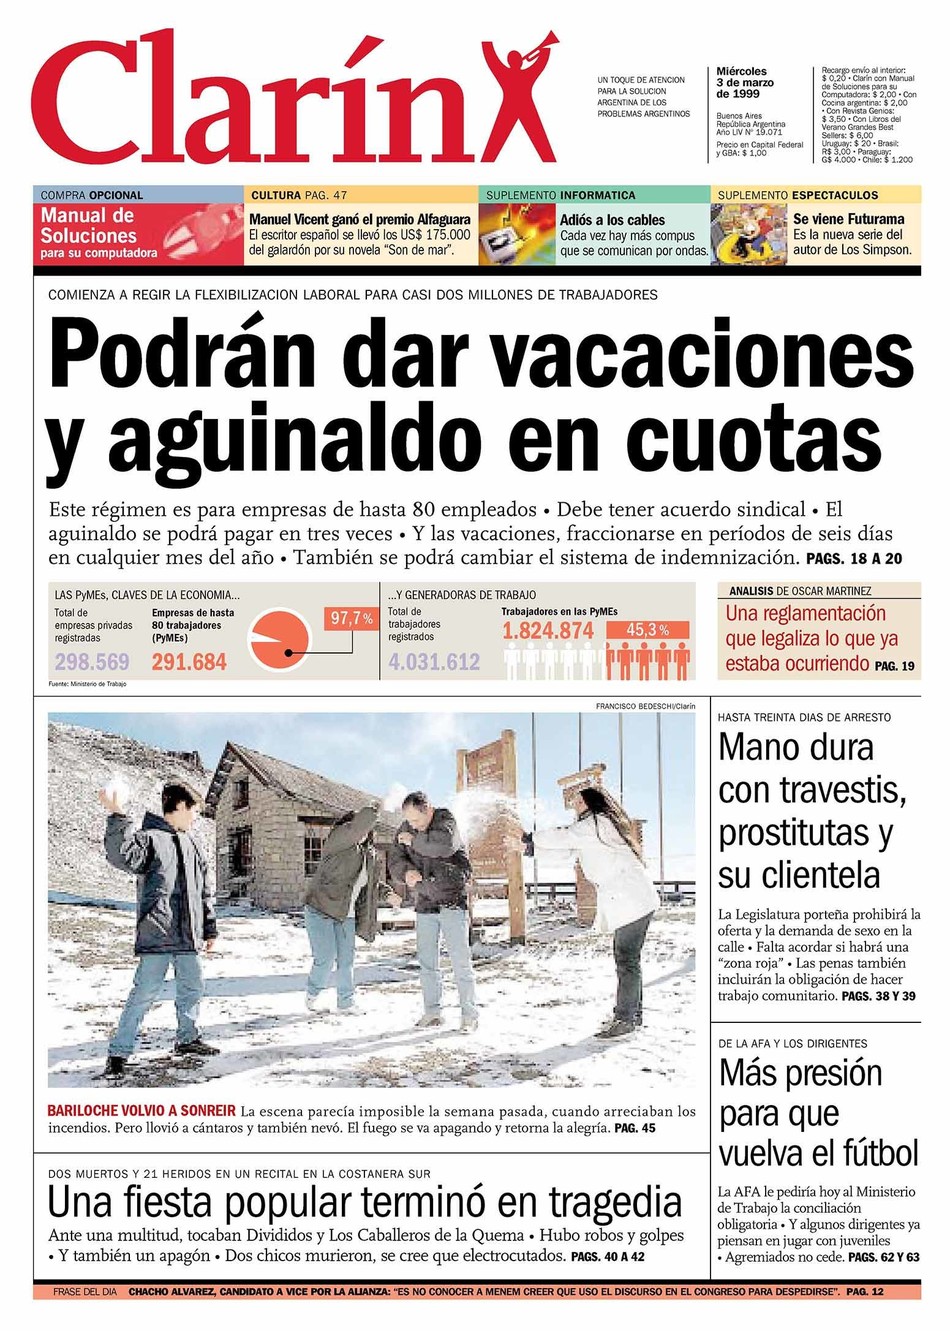 Clarín
UN TOQUE DE ATENCION
PARA LA SOLUCION
ARGENTINA DE LOS
PROBLEMAS ARGENTINOS
Miércoles
3 de marzo
de 1999
Buenos Aires
República Argentina
Año LIV Nº 19.071
Precio en Capital Federal
y GBA: $ 1,00
Recargo envío al interior:
$ 0,20 • Clarín con Manual
de Soluciones para su
Computadora: $ 2,00 • Con
Cocina argentina: $ 2,00
• Con Revista Genios:
$ 3,50 • Con Libros del
Verano Grandes Best
Sellers: $ 6,00
Uruguay: $ 20 • Brasil:
R$ 3,00 • Paraguay:
G$ 4.000 • Chile: $ 1.200
COMPRA OPCIONAL
Manual de
Soluciones
para su computadora
CULTURA PAG. 47
Manuel Vicent ganó el premio Alfaguara
El escritor español se llevó los US$ 175.000
del galardón por su novela “Son de mar”.
SUPLEMENTO INFORMATICA
Adiós a los cables
Cada vez hay más compus
que se comunican por ondas.
SUPLEMENTO ESPECTACULOS
Se viene Futurama
Es la nueva serie del
autor de Los Simpson.
COMIENZA A REGIR LA FLEXIBILIZACION LABORAL PARA CASI DOS MILLONES DE TRABAJADORES
Podrán dar vacaciones
y aguinaldo en cuotas
Este régimen es para empresas de hasta 80 empleados • Debe tener acuerdo sindical • El
aguinaldo se podrá pagar en tres veces • Y las vacaciones, fraccionarse en períodos de seis días
en cualquier mes del año • También se podrá cambiar el sistema de indemnización. PAGS. 18 A 20
LAS PyMEs, CLAVES DE LA ECONOMIA...
Total de
empresas privadas
registradas
298.569
Empresas de hasta
80 trabajadores
(PyMEs)
291.684
97,7 %
Fuente: Ministerio de Trabajo
...Y GENERADORAS DE TRABAJO
Total de
trabajadores
registrados
4.031.612
Trabajadores en las PyMEs
1.824.874
45,3 %
ANALISIS DE OSCAR MARTINEZ
Una reglamentación
que legaliza lo que ya
estaba ocurriendo PAG. 19
FRANCISCO BEDESCHI/Clarín
BARILOCHE VOLVIO A SONREIR La escena parecía imposible la semana pasada, cuando arreciaban los
incendios. Pero llovió a cántaros y también nevó. El fuego se va apagando y retorna la alegría. PAG. 45
HASTA TREINTA DIAS DE ARRESTO
Mano dura
con travestis,
prostitutas y
su clientela
La Legislatura porteña prohibirá la
oferta y la demanda de sexo en la
calle • Falta acordar si habrá una
“zona roja” • Las penas también
incluirán la obligación de hacer
trabajo comunitario. PAGS. 38 Y 39
DE LA AFA Y LOS DIRIGENTES
Más presión
para que
vuelva el fútbol
La AFA le pediría hoy al Ministerio
de Trabajo la conciliación
obligatoria • Y algunos dirigentes ya
piensan en jugar con juveniles
• Agremiados no cede. PAGS. 62 Y 63
DOS MUERTOS Y 21 HERIDOS EN UN RECITAL EN LA COSTANERA SUR
Una fiesta popular terminó en tragedia
Ante una multitud, tocaban Divididos y Los Caballeros de la Quema • Hubo robos y golpes
• Y también un apagón • Dos chicos murieron, se cree que electrocutados. PAGS. 40 A 42
FRASE DEL DIA CHACHO ALVAREZ, CANDIDATO A VICE POR LA ALIANZA: “ES NO CONOCER A MENEM CREER QUE USO EL DISCURSO EN EL CONGRESO PARA DESPEDIRSE”. PAG. 12